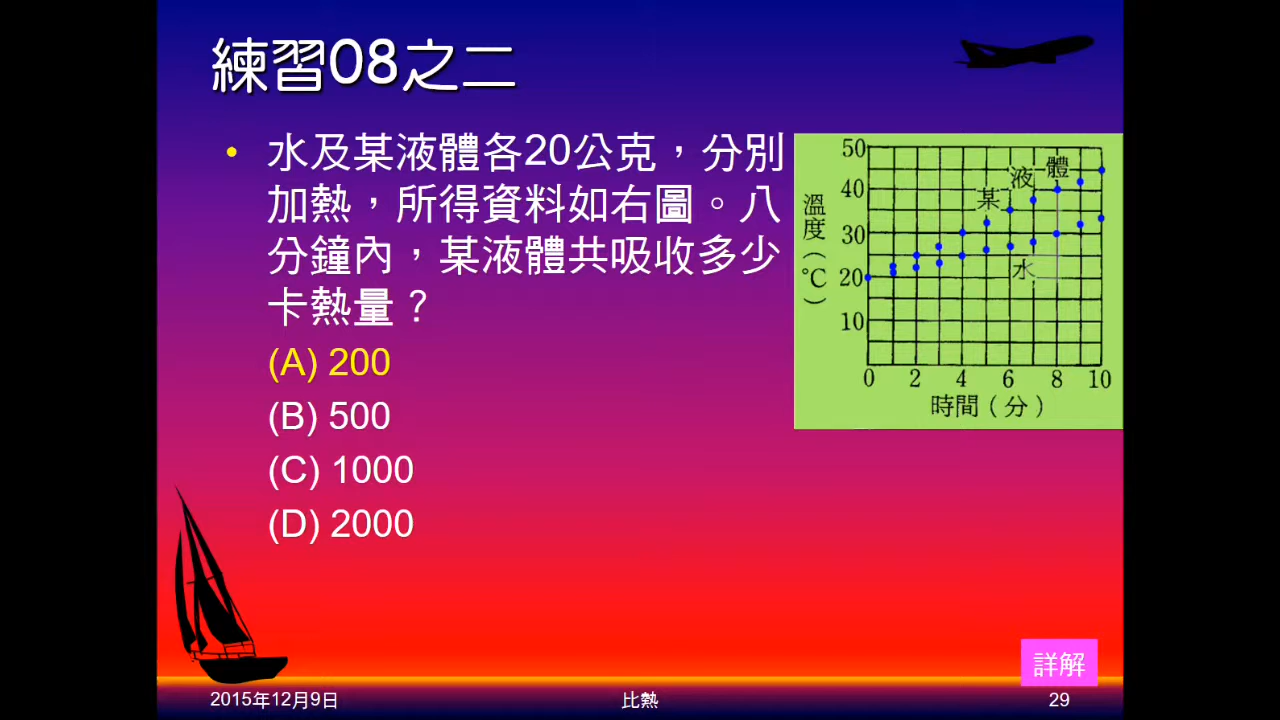 練習08之二
• 水及某液體各20公克，分別
加熱，所得資料如右圖。八
分鐘內，某液體共吸收多少
卡熱量？
(A) 200
(B) 500
(C) 1000
(D) 2000
50
40
30
20
10
溫度（℃）
某液體
水
0 2 4 6 8 10
時間（分）
詳解
2015年12月9日
比熱
29